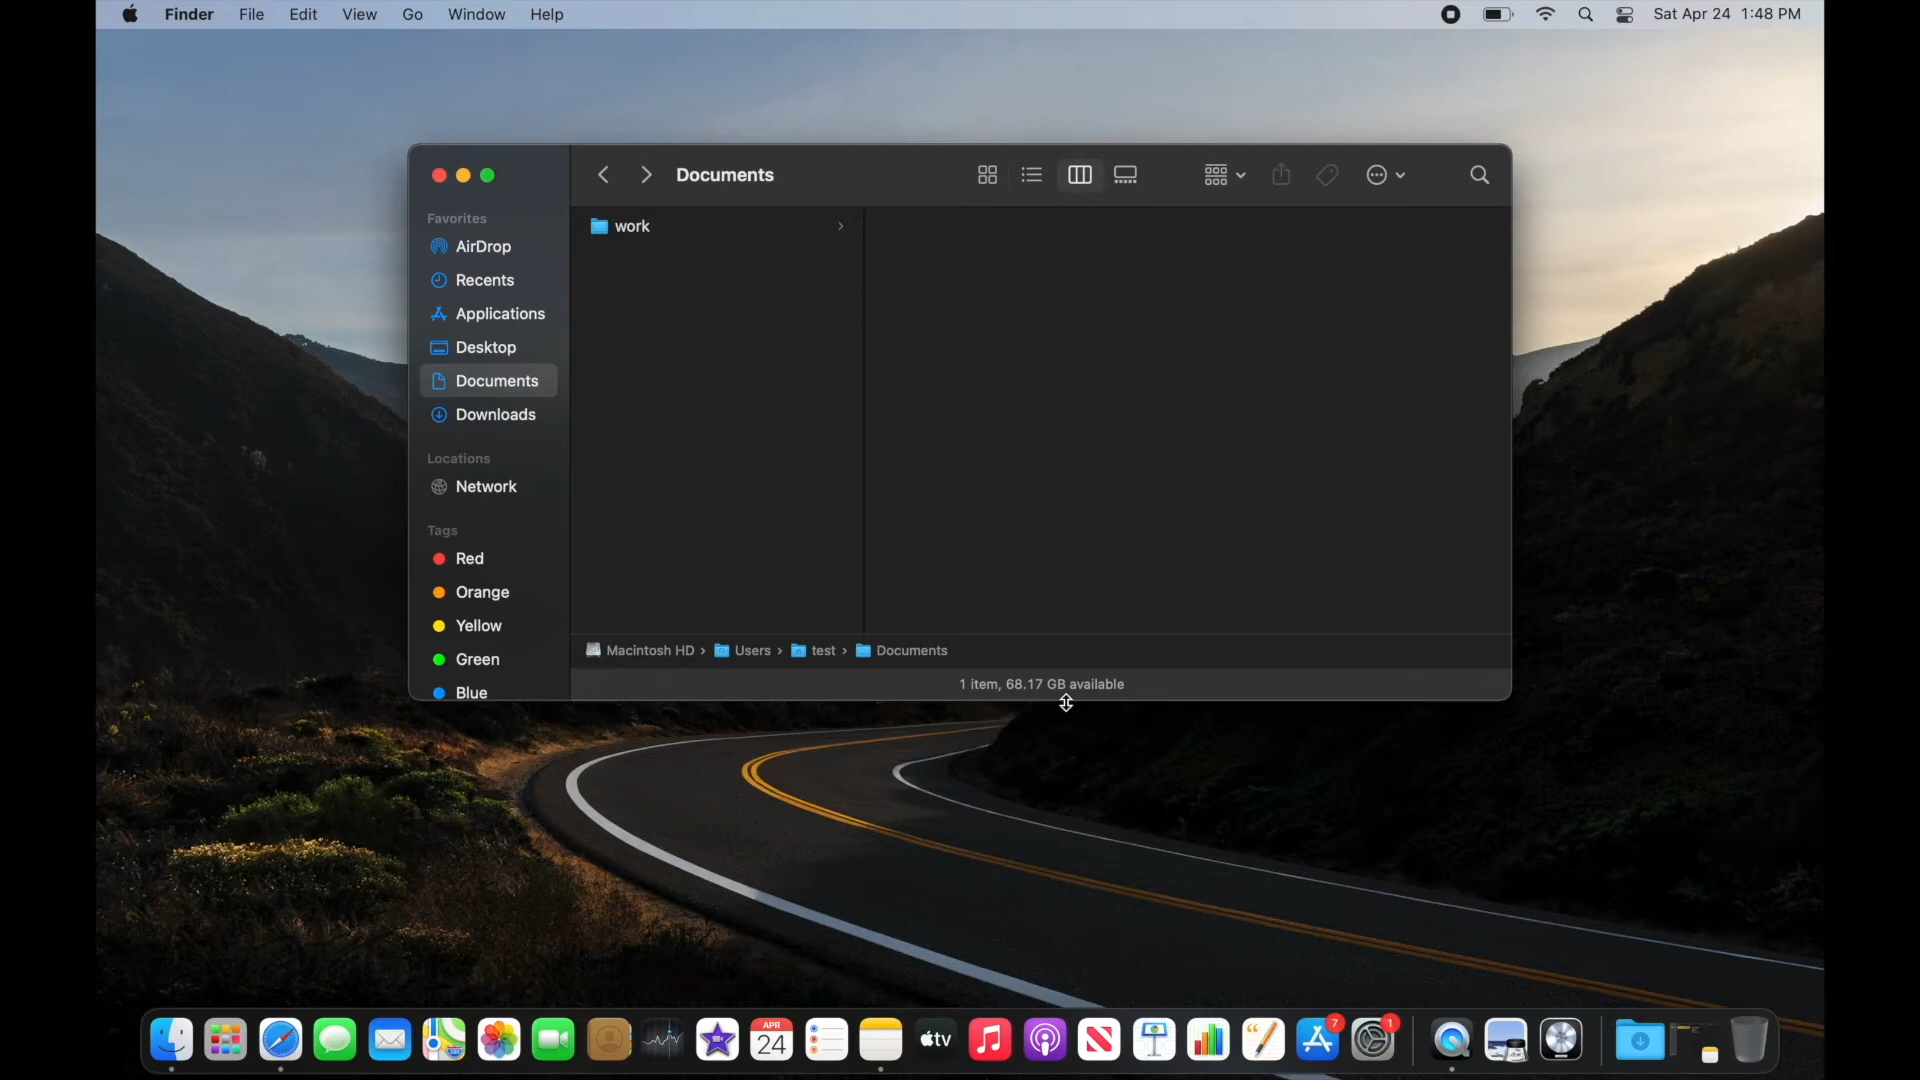 Finder File Edit View Go Window Help Sat Apr 24 1:48 PM
Documents
Favorites
AirDrop
Recents
Applications
Desktop
Documents
Downloads
Locations
Network
Tags
Red
Orange
Yellow
Green
Blue
work
Macintosh HD › Users › test › Documents
1 item, 68.17 GB available
APR
24
tv
7
1